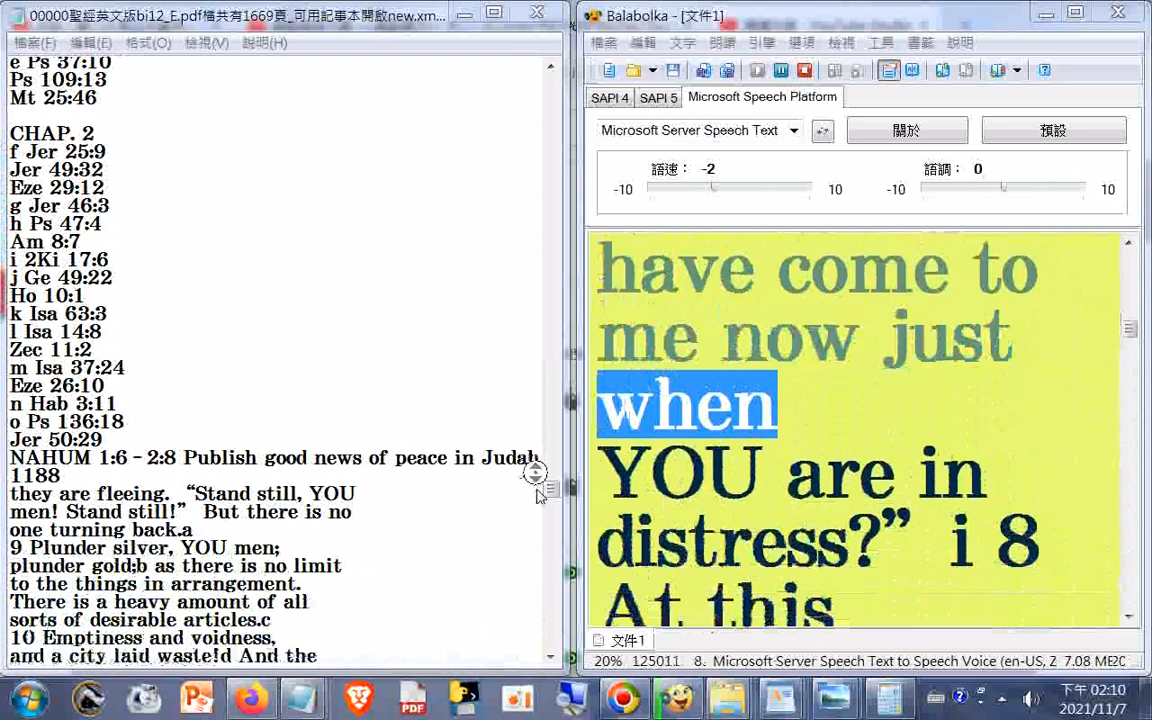 00000聖經英文版bi12_E.pdf檔共有1669頁_可用記事本開啟new.xm...
檔案(F) 編輯(E) 格式(O) 檢視(V) 說明(H)
e Ps 37:10
Ps 109:13
Mt 25:46
CHAP. 2
f Jer 25:9
Jer 49:32
Eze 29:12
g Jer 46:3
h Ps 47:4
Am 8:7
i 2Ki 17:6
j Ge 49:22
Ho 10:1
k Isa 63:3
l Isa 14:8
Zec 11:2
m Isa 37:24
Eze 26:10
n Hab 3:11
o Ps 136:18
Jer 50:29
NAHUM 1:6–2:8 Publish good news of peace in Judah
1188
they are fleeing. “Stand still, YOU
men! Stand still!” But there is no
one turning back.a
9 Plunder silver, YOU men;
plunder gold;b as there is no limit
to the things in arrangement.
There is a heavy amount of all
sorts of desirable articles.c
10 Emptiness and voidness,
and a city laid waste!d And the
Balabolka - [文件1]
檔案 編輯 文字 朗讀 引擎 選項 檢視 工具 書籤 說明
SAPI 4 SAPI 5 Microsoft Speech Platform
Microsoft Server Speech Text 關於 預設
語速： -2 語調： 0
-10 10 -10 10
have come to
me now just
when
YOU are in
distress?” i 8
At this
文件1
20% 125011 8. Microsoft Server Speech Text to Speech Voice (en-US, 7.08 ME
PDF
下午 02:10
2021/11/7